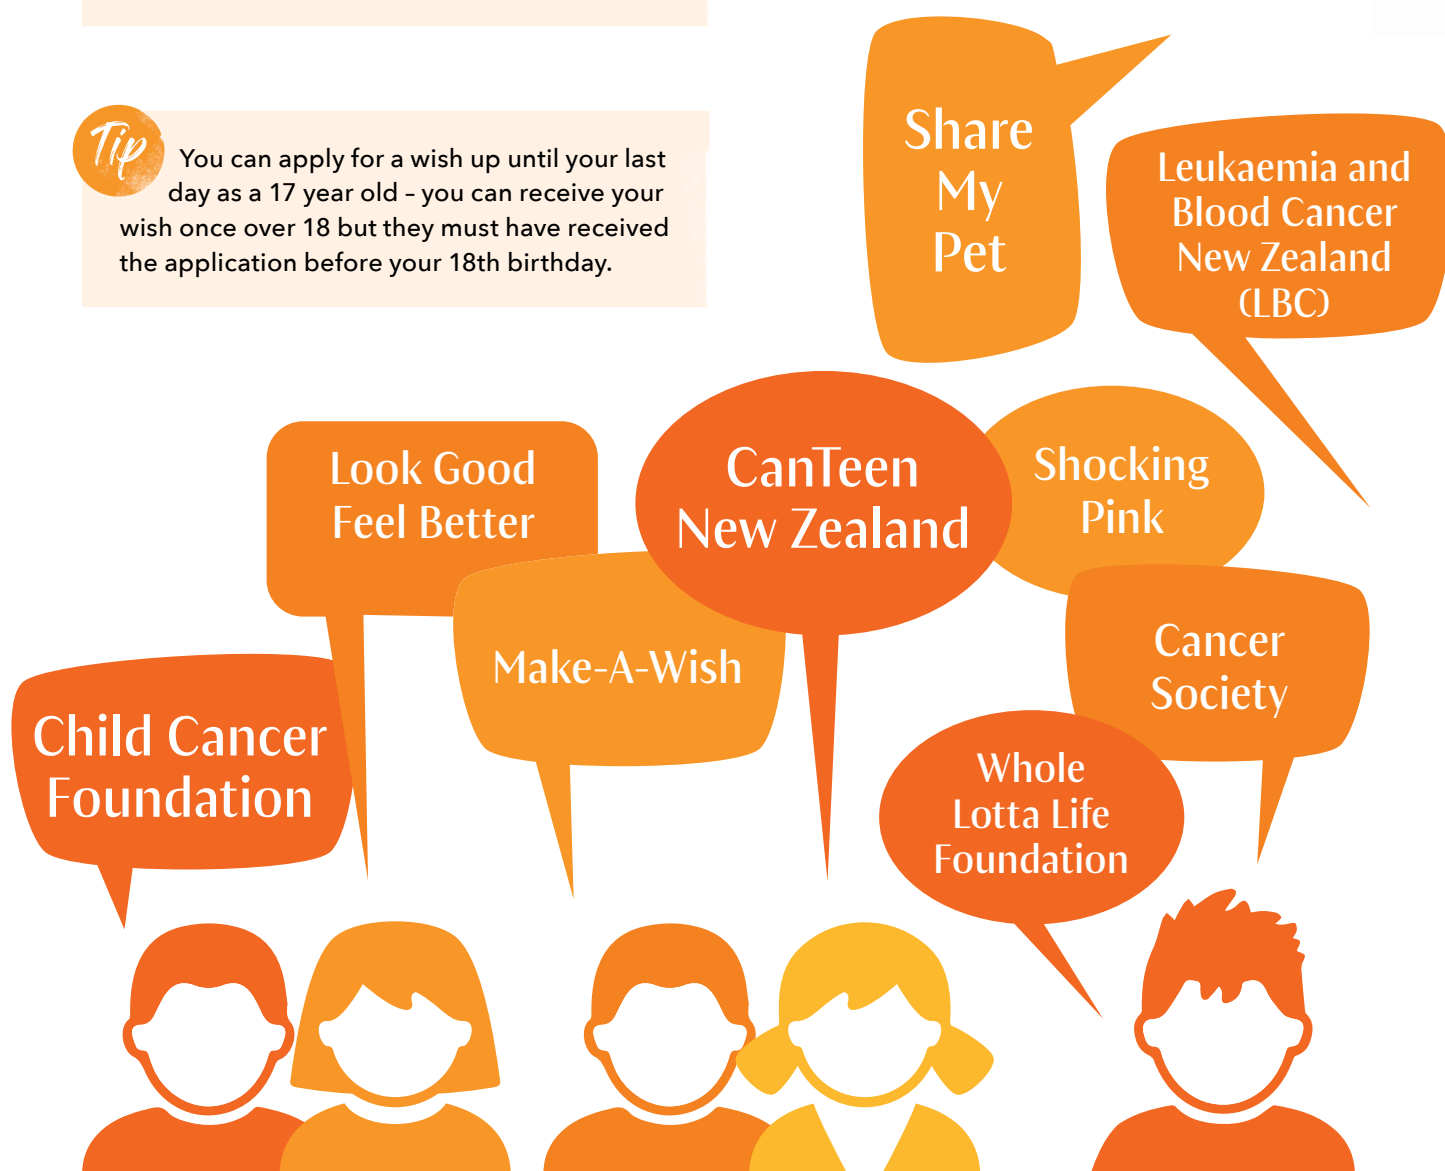 Tip
You can apply for a wish up until your last
day as a 17 year old – you can receive your
wish once over 18 but they must have received
the application before your 18th birthday.
Share
My
Pet
Leukaemia and
Blood Cancer
New Zealand
(LBC)
Look Good
Feel Better
CanTeen
New Zealand
Shocking
Pink
Make-A-Wish
Cancer
Society
Child Cancer
Foundation
Whole
Lotta Life
Foundation